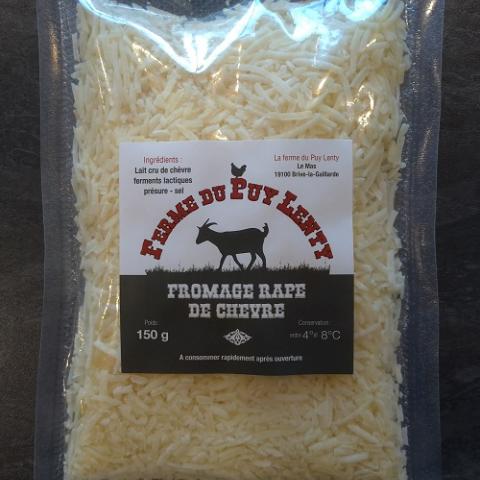 Ingrédients :
Lait cru de chèvre
ferments lactiques
présure - sel
La ferme du Puy Lenty
Le Mas
19100 Brive-la-Gaillarde
FERME DU PUY LENTY
FROMAGE RAPE
DE CHEVRE
Poids:
150 g
Conservation :
entre 4° et 8°C
A consommer rapidement après ouverture